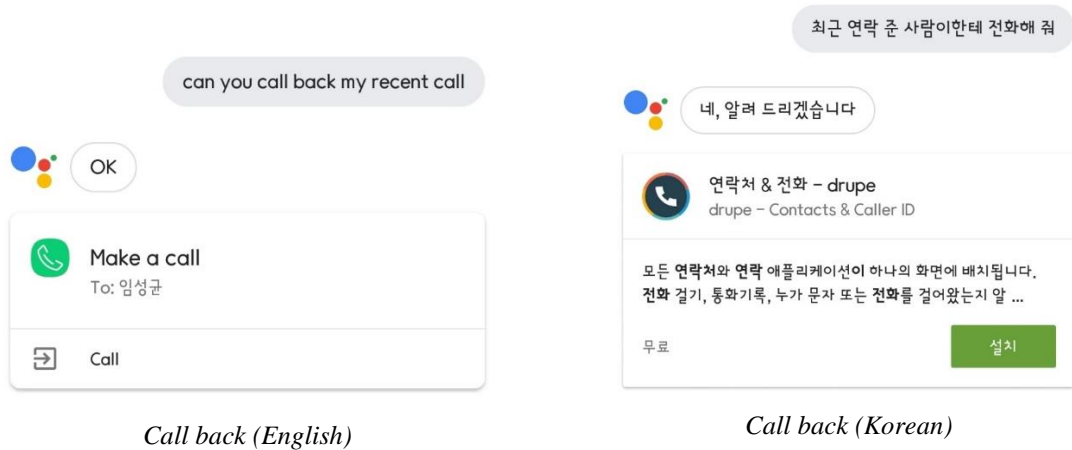 can you call back my recent call
OK
Make a call
To: 임성균
Call
Call back (English)
최근 연락 준 사람이한테 전화해 줘
네, 알려 드리겠습니다
연락처 & 전화 – drupe
drupe – Contacts & Caller ID
모든 연락처와 연락 애플리케이션이 하나의 화면에 배치됩니다.
전화 걸기, 통화기록, 누가 문자 또는 전화를 걸어왔는지 알 ...
무료
설치
Call back (Korean)